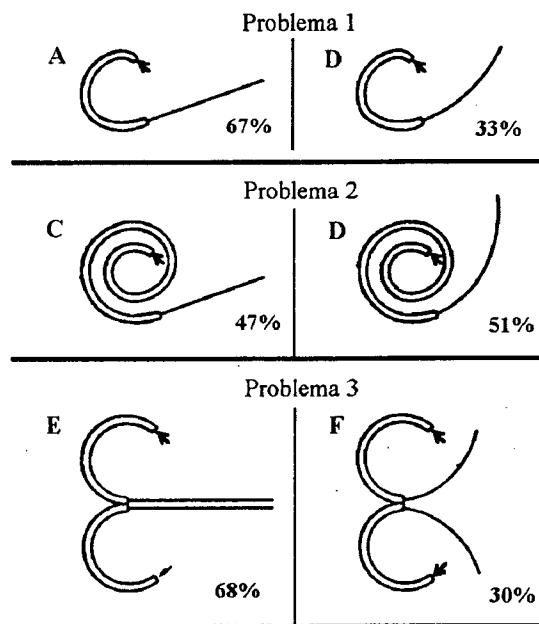 Problema 1
A
D
67%
33%
Problema 2
C
D
47%
51%
Problema 3
E
F
68%
30%